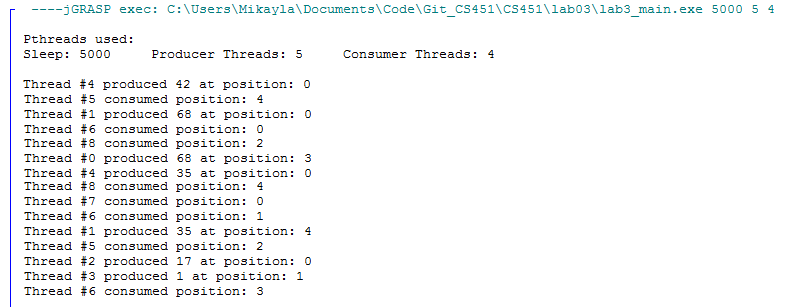 ----jGRASP exec: C:\Users\Mikayla\Documents\Code\Git_CS451\CS451\lab03\lab3_main.exe 5000 5 4
Pthreads used:
Sleep: 5000     Producer Threads: 5     Consumer Threads: 4
Thread #4 produced 42 at position: 0
Thread #5 consumed position: 4
Thread #1 produced 68 at position: 0
Thread #6 consumed position: 0
Thread #8 consumed position: 2
Thread #0 produced 68 at position: 3
Thread #4 produced 35 at position: 0
Thread #8 consumed position: 4
Thread #7 consumed position: 0
Thread #6 consumed position: 1
Thread #1 produced 35 at position: 4
Thread #5 consumed position: 2
Thread #2 produced 17 at position: 0
Thread #3 produced 1 at position: 1
Thread #6 consumed position: 3